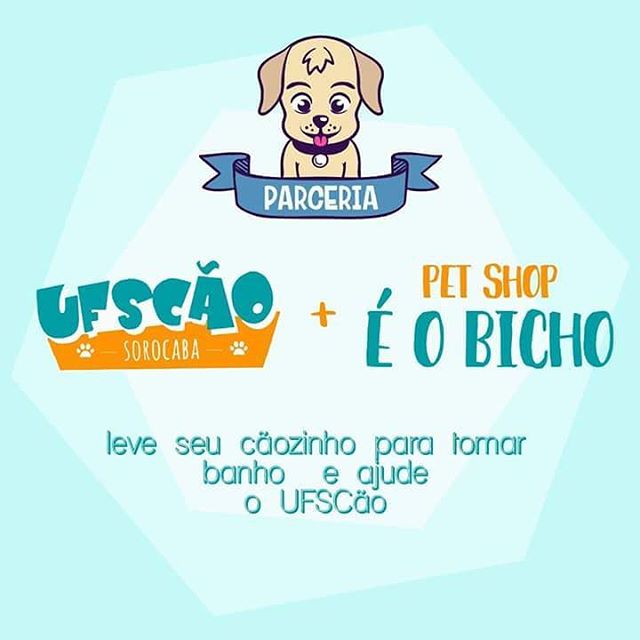 PARCERIA
UFSCÃO
SOROCABA
+
PET SHOP
É O BICHO
leve seu cãozinho para tomar
banho e ajude
o UFSCão